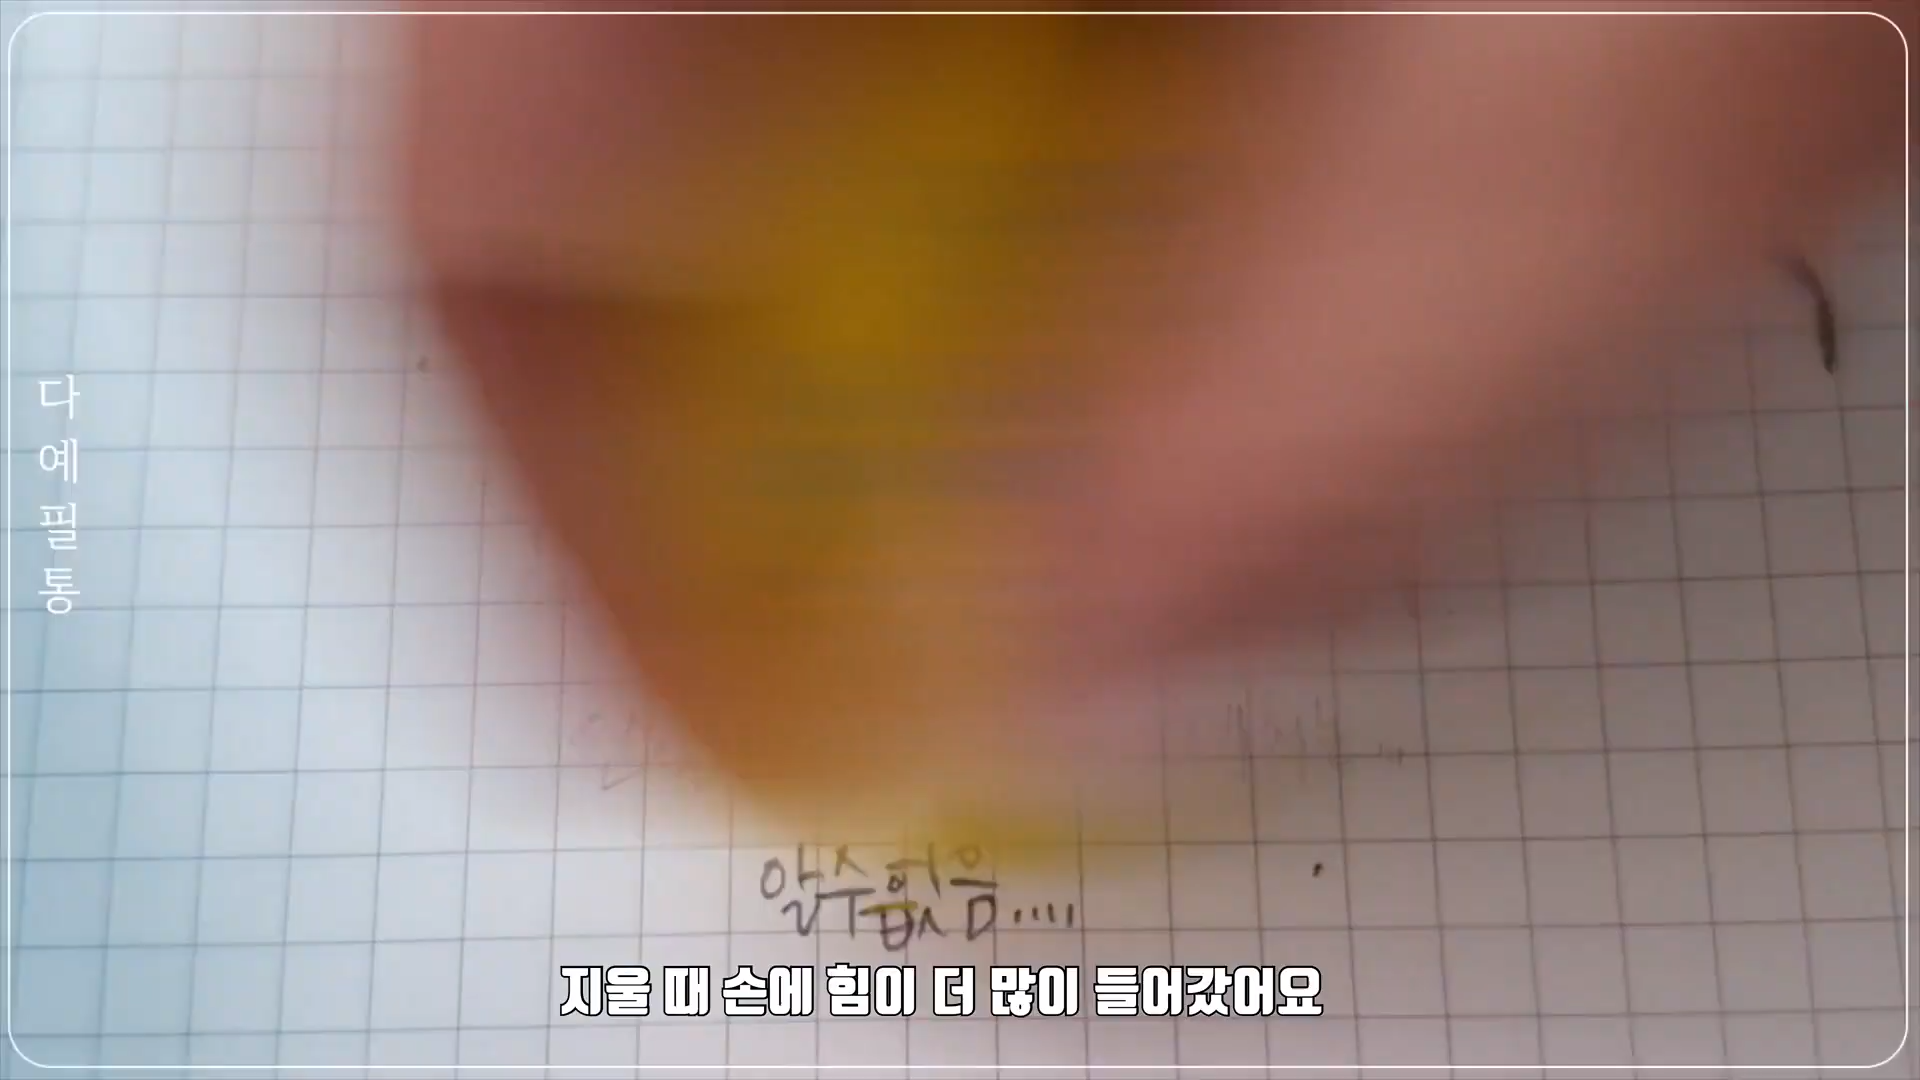 다예필통
알수없음....
지울 때 손에 힘이 더 많이 들어갔어요